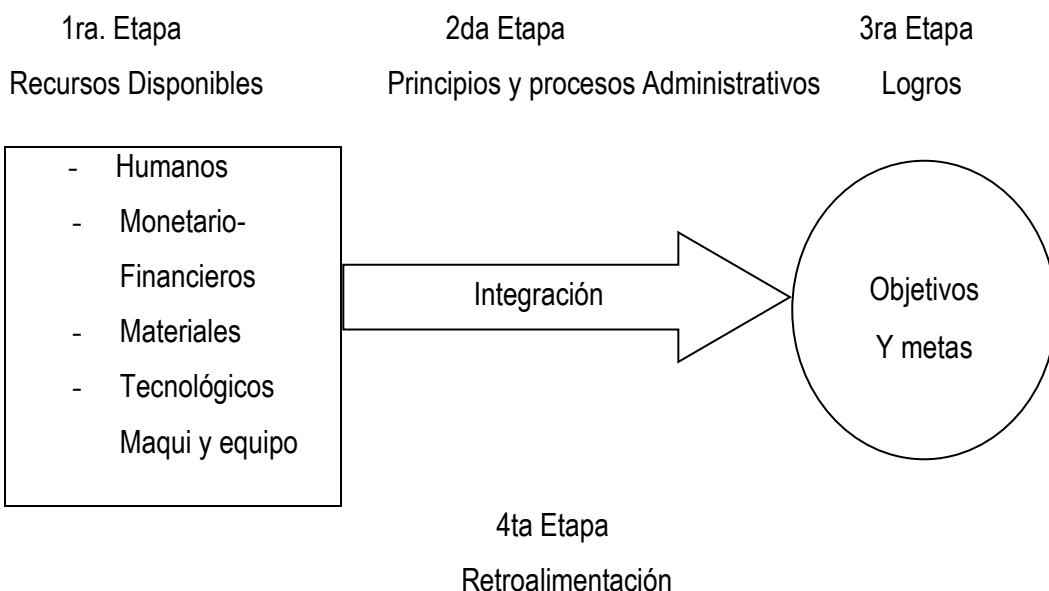 1ra. Etapa
2da Etapa
3ra Etapa
Recursos Disponibles
Principios y procesos Administrativos
Logros
- Humanos
- Monetario-
Financieros
- Materiales
- Tecnológicos
Maqui y equipo
Integración
Objetivos
Y metas
4ta Etapa
Retroalimentación